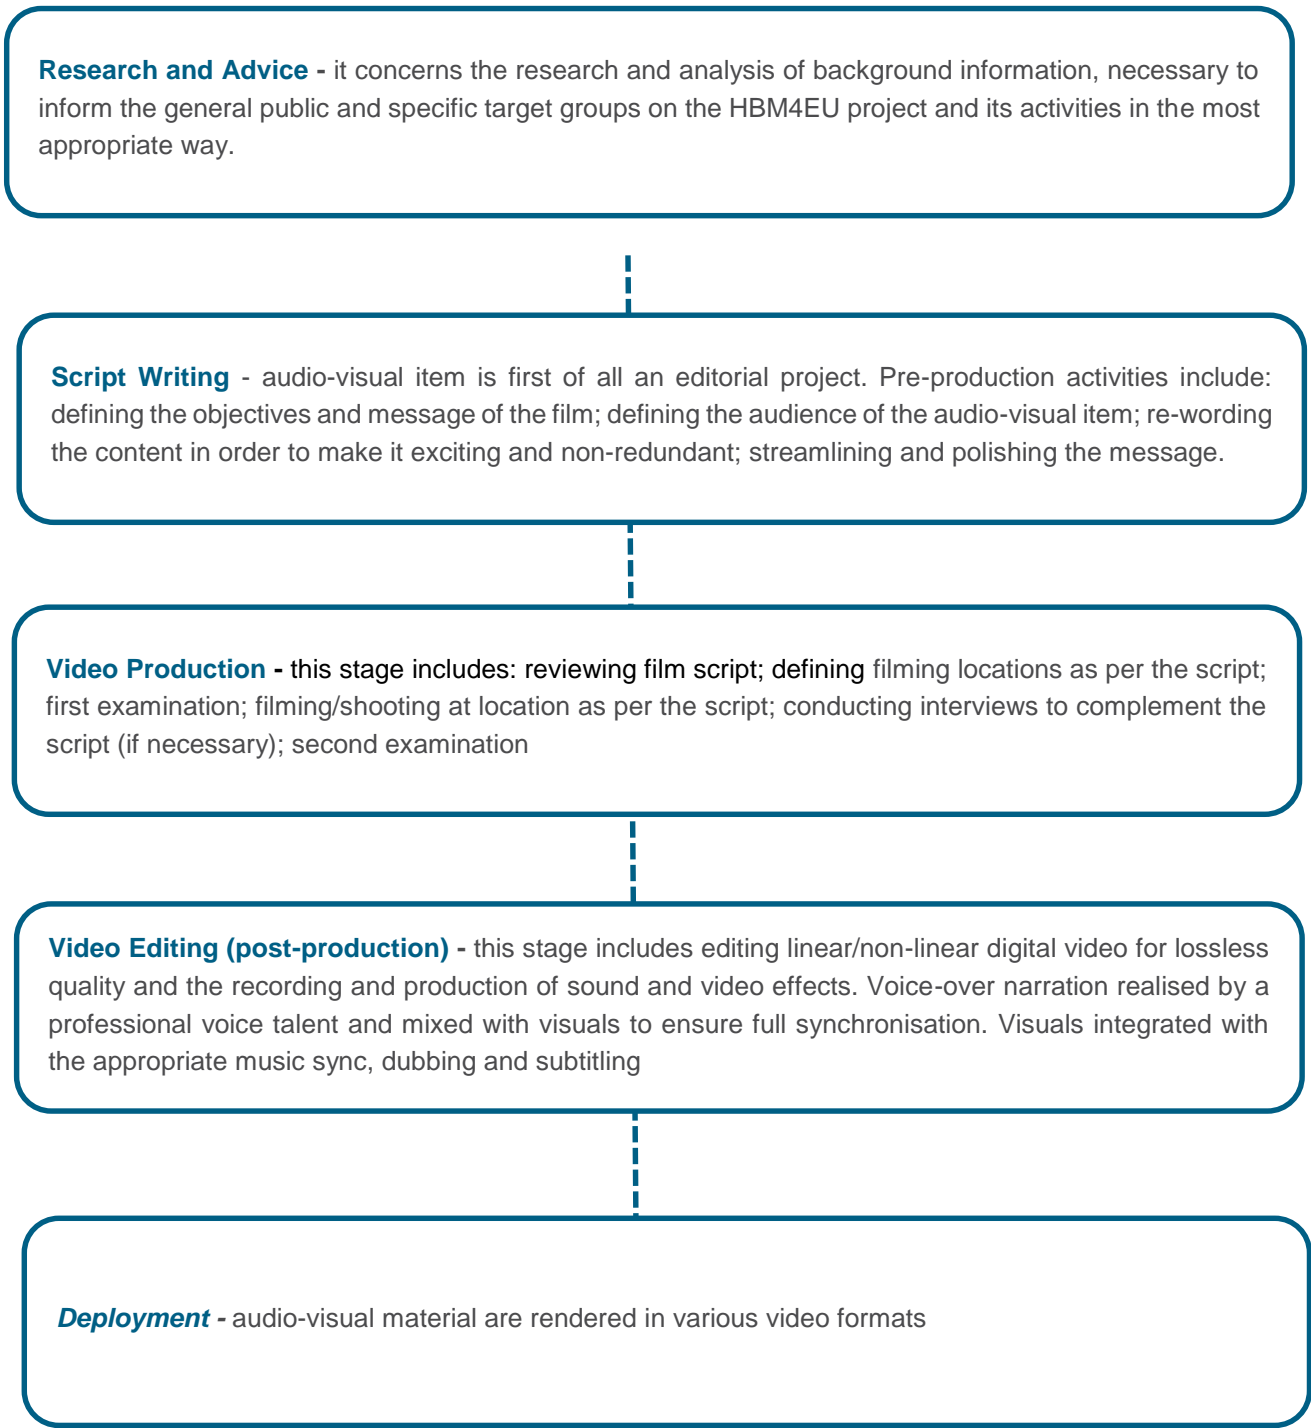 Research and Advice - it concerns the research and analysis of background information, necessary to
inform the general public and specific target groups on the HBM4EU project and its activities in the most
appropriate way.
Script Writing - audio-visual item is first of all an editorial project. Pre-production activities include:
defining the objectives and message of the film; defining the audience of the audio-visual item; re-wording
the content in order to make it exciting and non-redundant; streamlining and polishing the message.
Video Production - this stage includes: reviewing film script; defining filming locations as per the script;
first examination; filming/shooting at location as per the script; conducting interviews to complement the
script (if necessary); second examination
Video Editing (post-production) - this stage includes editing linear/non-linear digital video for lossless
quality and the recording and production of sound and video effects. Voice-over narration realised by a
professional voice talent and mixed with visuals to ensure full synchronisation. Visuals integrated with
the appropriate music sync, dubbing and subtitling
Deployment - audio-visual material are rendered in various video formats